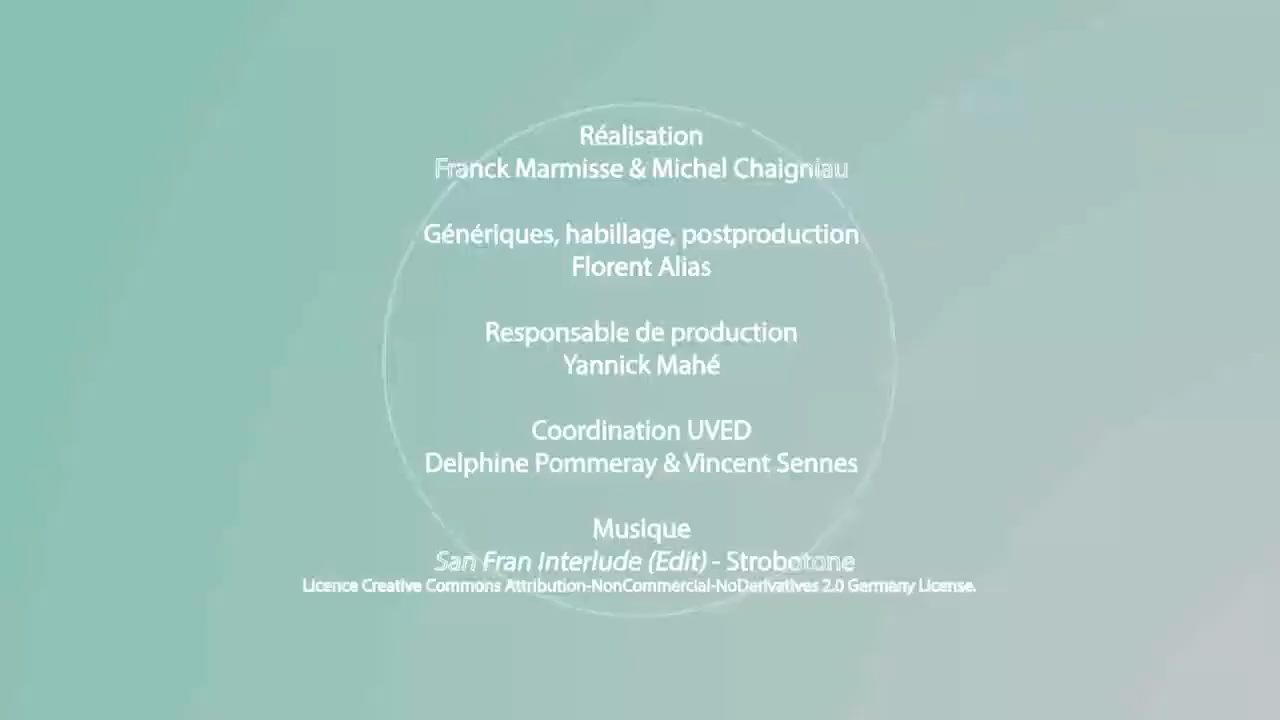 Réalisation
Franck Marmisse & Michel Chaigniau
Génériques, habillage, postproduction
Florent Alias
Responsable de production
Yannick Mahé
Coordination UVED
Delphine Pommeray & Vincent Sennes
Musique
San Fran Interlude (Edit) - Strobotone
Licence Creative Commons Attribution-NonCommercial-NoDerivatives 2.0 Germany License.